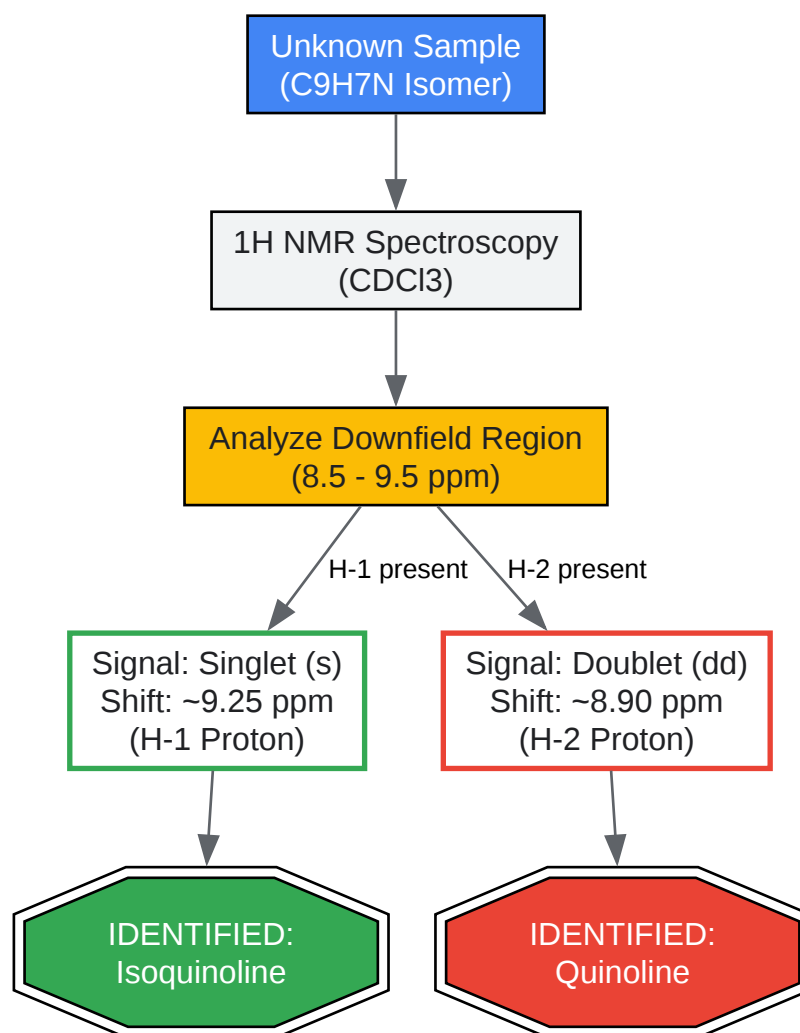 Unknown Sample
(C9H7N Isomer)
1H NMR Spectroscopy
(CDCl3)
Analyze Downfield Region
(8.5 - 9.5 ppm)
H-1 present
H-2 present
Signal: Singlet (s)
Shift: ~9.25 ppm
(H-1 Proton)
Signal: Doublet (dd)
Shift: ~8.90 ppm
(H-2 Proton)
IDENTIFIED:
Isoquinoline
IDENTIFIED:
Quinoline